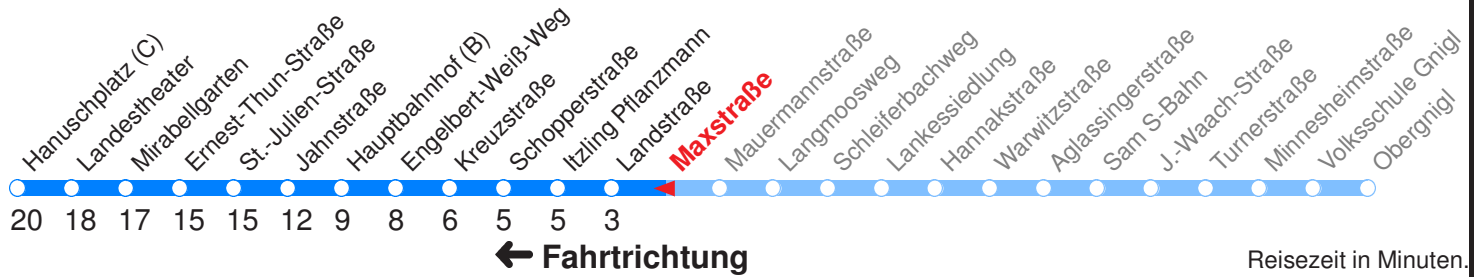 Hanuschplatz (C)
Landestheater
Mirabellgarten
Ernest-Thun-Straße
St.-Julien-Straße
Jahnstraße
Hauptbahnhof (B)
Engelbert-Weiß-Weg
Kreuzstraße
Schopperstraße
Itzling Pflanzmann
Landstraße
Maxstraße
Mauermannstraße
Langmoosweg
Schleiferbachweg
Lankessiedlung
Hannakstraße
Warwitzstraße
Aglassingerstraße
Sam S-Bahn
J.-Waach-Straße
Turnerstraße
Minnesheimstraße
Volksschule Gnigl
Obergnigl
20 18 17 15 15 12 9 8 6 5 5 3
← Fahrtrichtung
Reisezeit in Minuten.